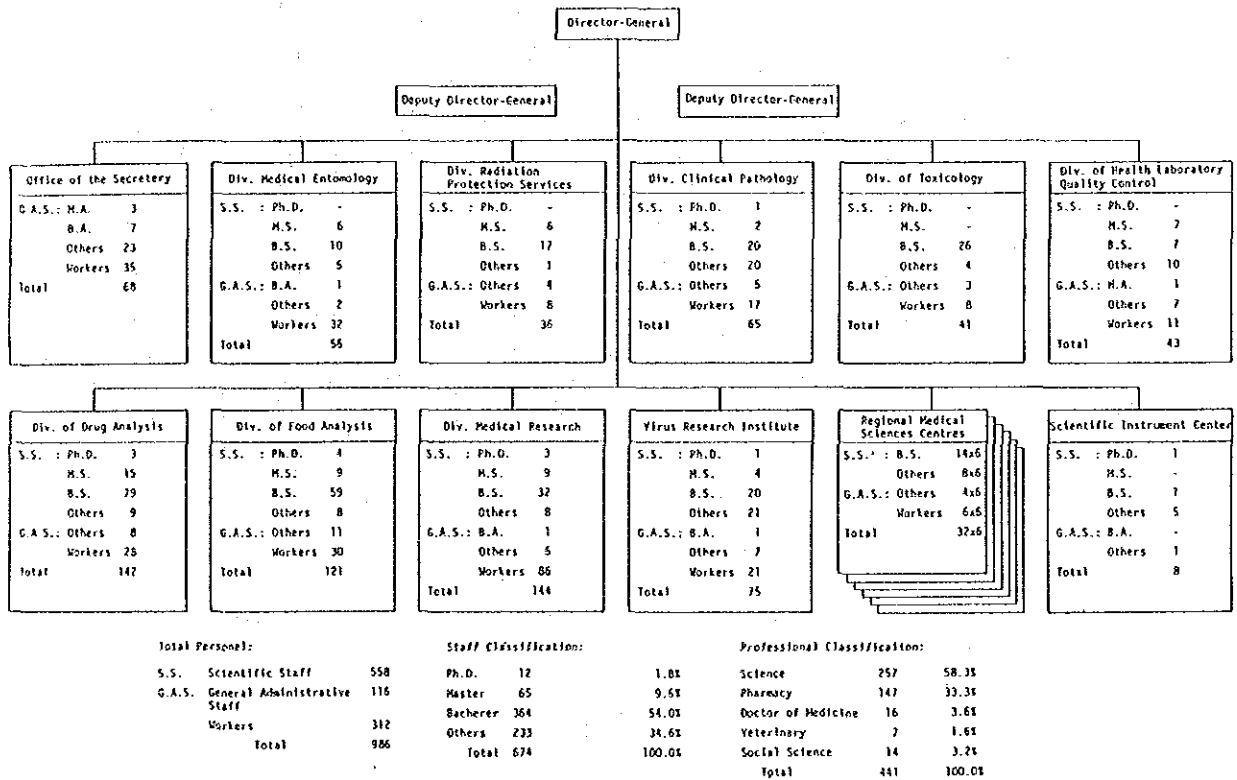 Director-General
Deputy Director-General
Deputy Director-General
Office of the Secretery
G.A.S.: M.A. 3
B.A. 7
Others 23
Workers 35
Total 68
Div. Medical Entomology
S.S. : Ph.D. -
M.S. 6
B.S. 10
Others 5
G.A.S.: B.A. 1
Others 2
Workers 32
Total 56
Div. Radiation
Protection Services
S.S. : Ph.D. -
M.S. 6
B.S. 17
Others 1
G.A.S.: Others 4
Workers 8
Total 36
Div. Clinical Pathology
S.S. : Ph.D. 1
M.S. 2
B.S. 20
Others 20
G.A.S.: Others 5
Workers 17
Total 65
Div. of Toxicology
S.S. : Ph.D. -
M.S. -
B.S. 26
Others 4
G.A.S.: Others 3
Workers 8
Total 41
Div. of Health Laboratory
Quality Control
S.S. : Ph.D. -
M.S. 7
B.S. 7
Others 10
G.A.S.: M.A. 1
Others 7
Workers 11
Total 43
Div. of Drug Analysis
S.S. : Ph.D. 3
M.S. 15
B.S. 79
Others 9
G.A.S.: Others 8
Workers 28
Total 142
Div. of Food Analysis
S.S. : Ph.D. 4
M.S. 9
B.S. 59
Others 8
G.A.S.: Others 11
Workers 30
Total 121
Div. Medical Research
S.S. : Ph.D. 3
M.S. 9
B.S. 32
Others 8
G.A.S.: B.A. 1
Others 5
Workers 86
Total 144
Virus Research Institute
S.S. : Ph.D. 1
M.S. 4
B.S. 20
Others 21
G.A.S.: B.A. 1
Others 7
Workers 21
Total 75
Regional Medical
Sciences Centres
S.S. : B.S. 14x6
Others 8x6
G.A.S.: Others 4x6
Workers 6x6
Total 32x6
Scientific Instrument Center
S.S. : Ph.D. 1
M.S. -
B.S. 1
Others 5
G.A.S.: B.A. -
Others 1
Total 8
Total Personel:
S.S. Scientific Staff 558
G.A.S. General Administrative 116
Staff
Workers 312
Total 986
Staff Classification:
Ph.D. 12 1.8%
Master 65 9.6%
Bacherer 364 54.0%
Others 233 34.6%
Total 674 100.0%
Professional Classificaiton:
Science 257 58.3%
Pharmacy 147 33.3%
Doctor of Medicine 16 3.6%
Veterinary 7 1.6%
Social Science 14 3.2%
Total 441 100.0%